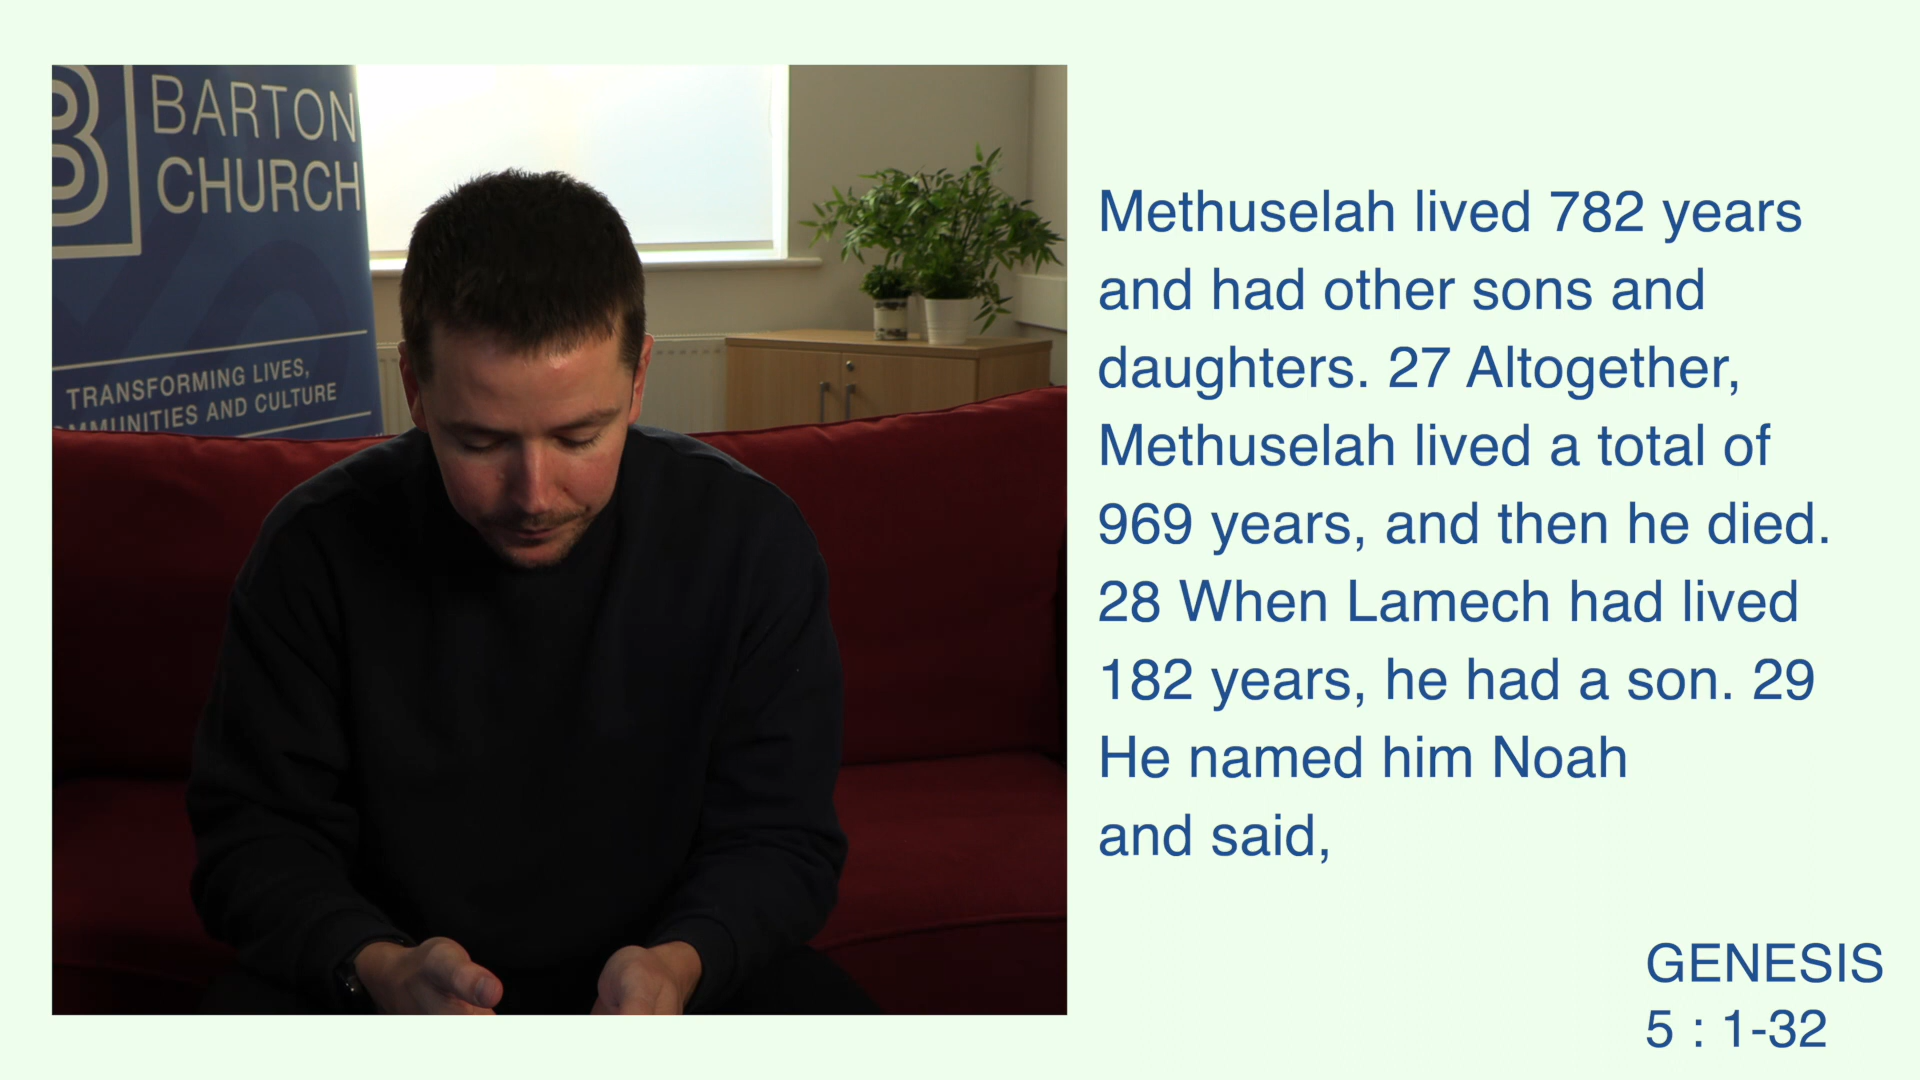 BARTON
CHURCH
TRANSFORMING LIVES,
MMUNITIES AND CULTURE
Methuselah lived 782 years
and had other sons and
daughters. 27 Altogether,
Methuselah lived a total of
969 years, and then he died.
28 When Lamech had lived
182 years, he had a son. 29
He named him Noah
and said,
GENESIS
5 : 1-32